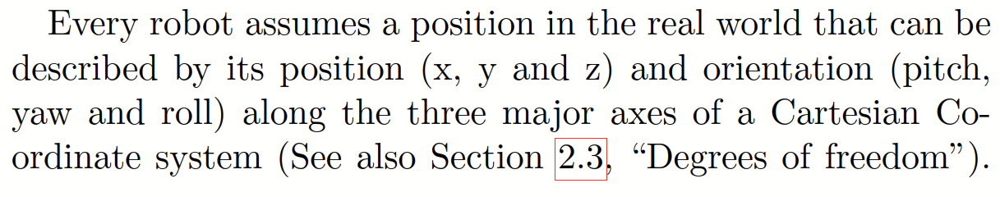 Every robot assumes a position in the real world that can be
described by its position (x, y and z) and orientation (pitch,
yaw and roll) along the three major axes of a Cartesian Co-
ordinate system (See also Section 2.3, “Degrees of freedom”).